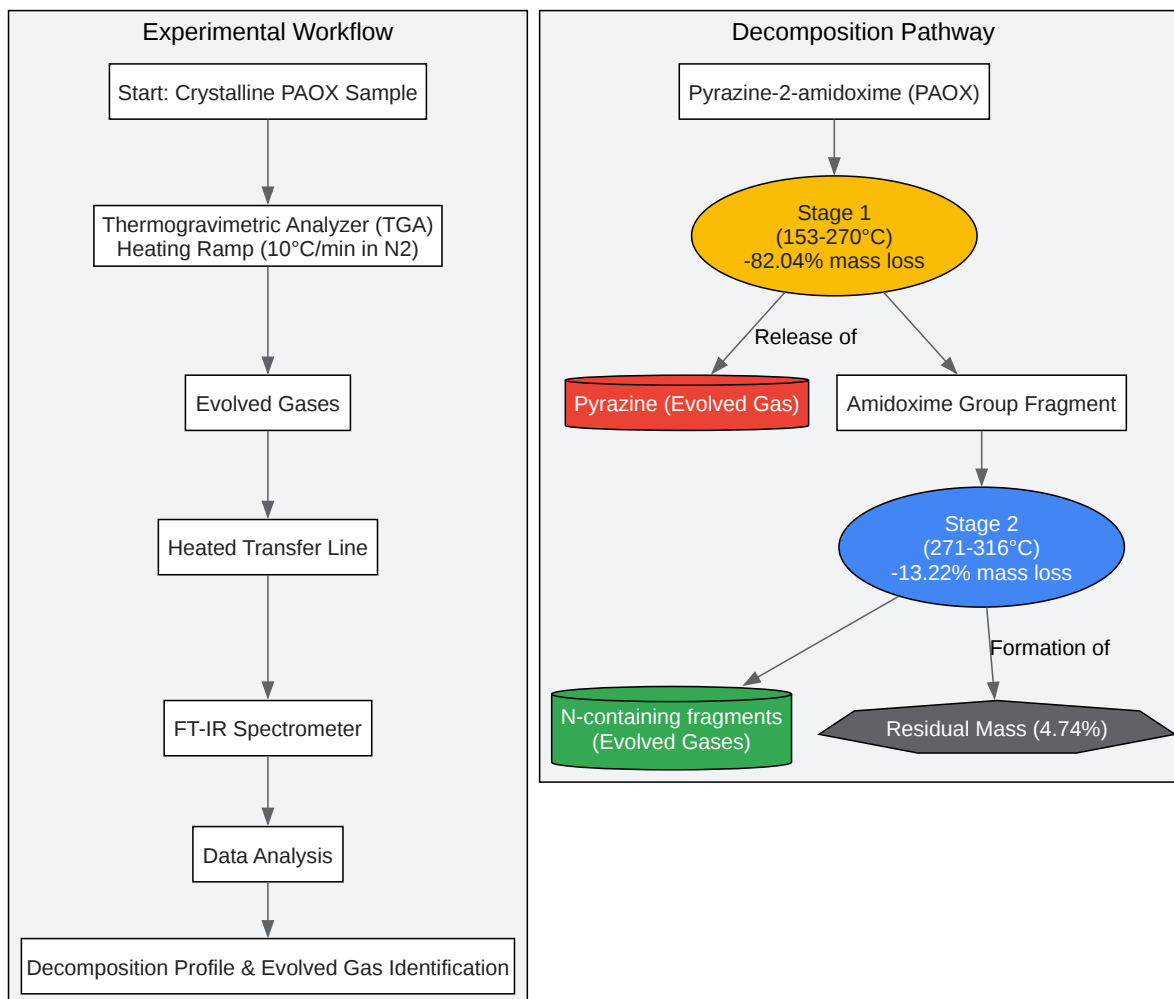 Experimental Workflow
Start: Crystalline PAOX Sample
Thermogravimetric Analyzer (TGA)
Heating Ramp (10°C/min in N2)
Evolved Gases
Heated Transfer Line
FT-IR Spectrometer
Data Analysis
Decomposition Profile & Evolved Gas Identification
Decomposition Pathway
Pyrazine-2-amidoxime (PAOX)
Stage 1
(153-270°C)
-82.04% mass loss
Release of
Pyrazine (Evolved Gas)
Amidoxime Group Fragment
Stage 2
(271-316°C)
-13.22% mass loss
Formation of
N-containing fragments
(Evolved Gases)
Residual Mass (4.74%)